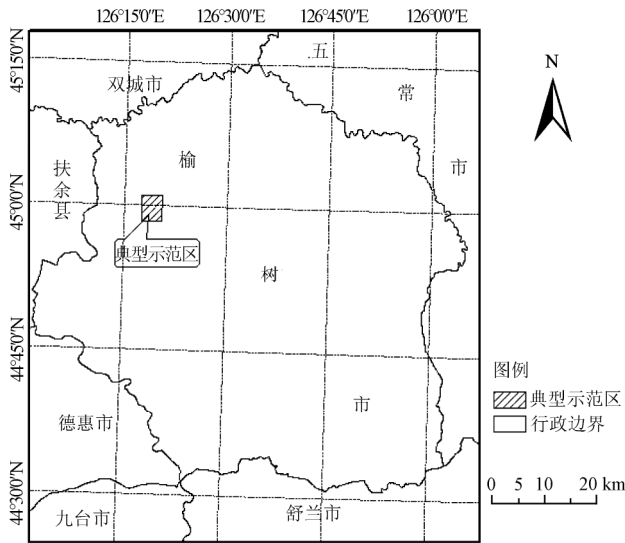 126°15′0″E 126°30′0″E 126°45′0″E 126°0′0″E
45°15′0″N
45°0′0″N
44°45′0″N
44°30′0″N
五
常
市
双城市
扶余县
榆
树
市
典型示范区
德惠市
九台市
舒兰市
N
图例
典型示范区
行政边界
0 5 10 20 km